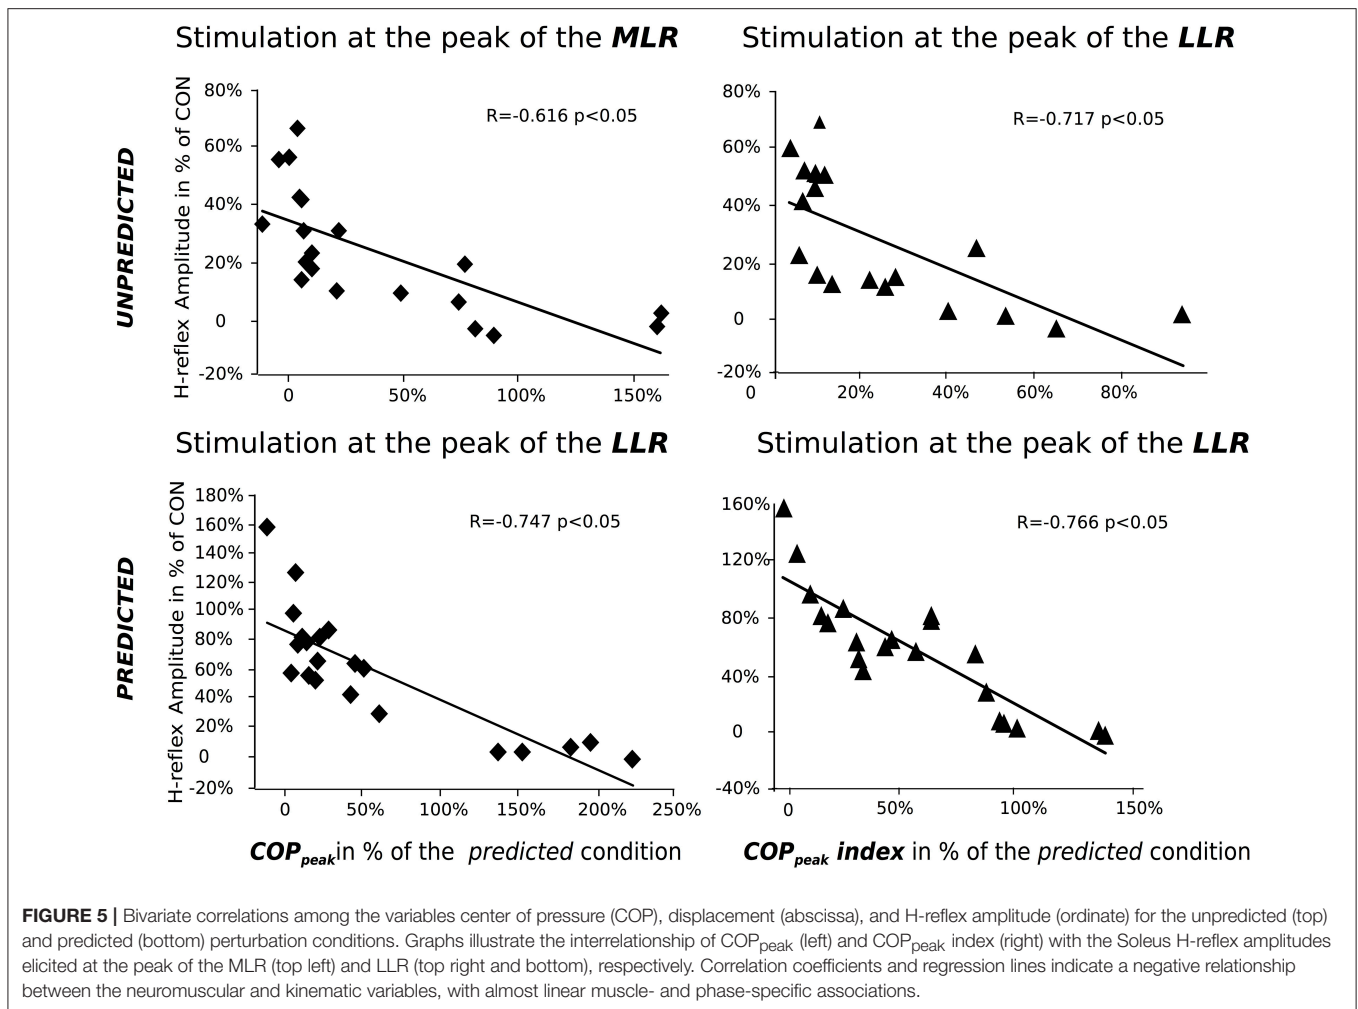 Stimulation at the peak of the MLR
Stimulation at the peak of the LLR
UNPREDICTED
H-reflex Amplitude in % of CON
80%
60%
40%
20%
0
-20%
R=-0.616 p<0.05
0
50%
100%
150%
80%
60%
40%
20%
0
-20%
R=-0.717 p<0.05
0
20%
40%
60%
80%
Stimulation at the peak of the LLR
Stimulation at the peak of the LLR
PREDICTED
H-reflex Amplitude in % of CON
180%
160%
140%
120%
100%
80%
60%
40%
20%
0
-20%
R=-0.747 p<0.05
0
50%
100%
150%
200%
250%
160%
120%
80%
40%
0
-40%
R=-0.766 p<0.05
0
50%
100%
150%
COPpeak in % of the predicted condition
COPpeak index in % of the predicted condition
FIGURE 5 | Bivariate correlations among the variables center of pressure (COP), displacement (abscissa), and H-reflex amplitude (ordinate) for the unpredicted (top)
and predicted (bottom) perturbation conditions. Graphs illustrate the interrelationship of COPpeak (left) and COPpeak index (right) with the Soleus H-reflex amplitudes
elicited at the peak of the MLR (top left) and LLR (top right and bottom), respectively. Correlation coefficients and regression lines indicate a negative relationship
between the neuromuscular and kinematic variables, with almost linear muscle- and phase-specific associations.